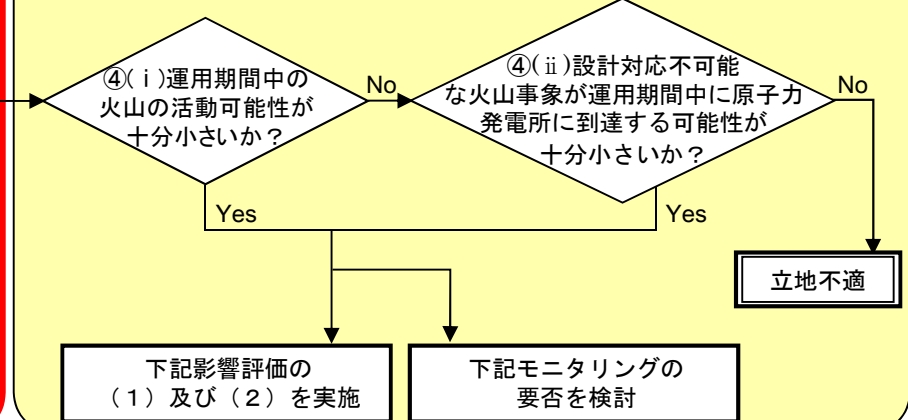 ④(ⅰ)運用期間中の
火山の活動可能性が
十分小さいか？
No
④(ⅱ)設計対応不可能
な火山事象が運用期間中に原子力
発電所に到達する可能性が
十分小さいか？
No
Yes
Yes
立地不適
下記影響評価の
（１）及び（２）を実施
下記モニタリングの
要否を検討